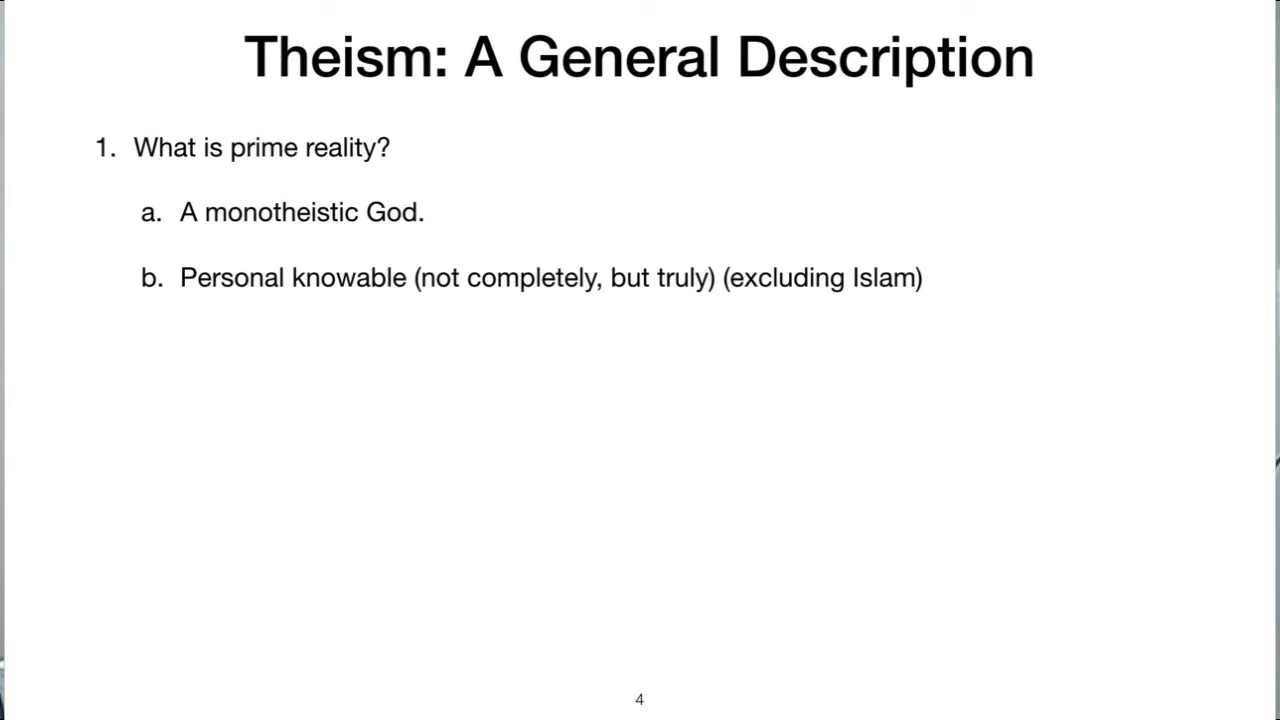 Theism: A General Description
1. What is prime reality?
a. A monotheistic God.
b. Personal knowable (not completely, but truly) (excluding Islam)
4